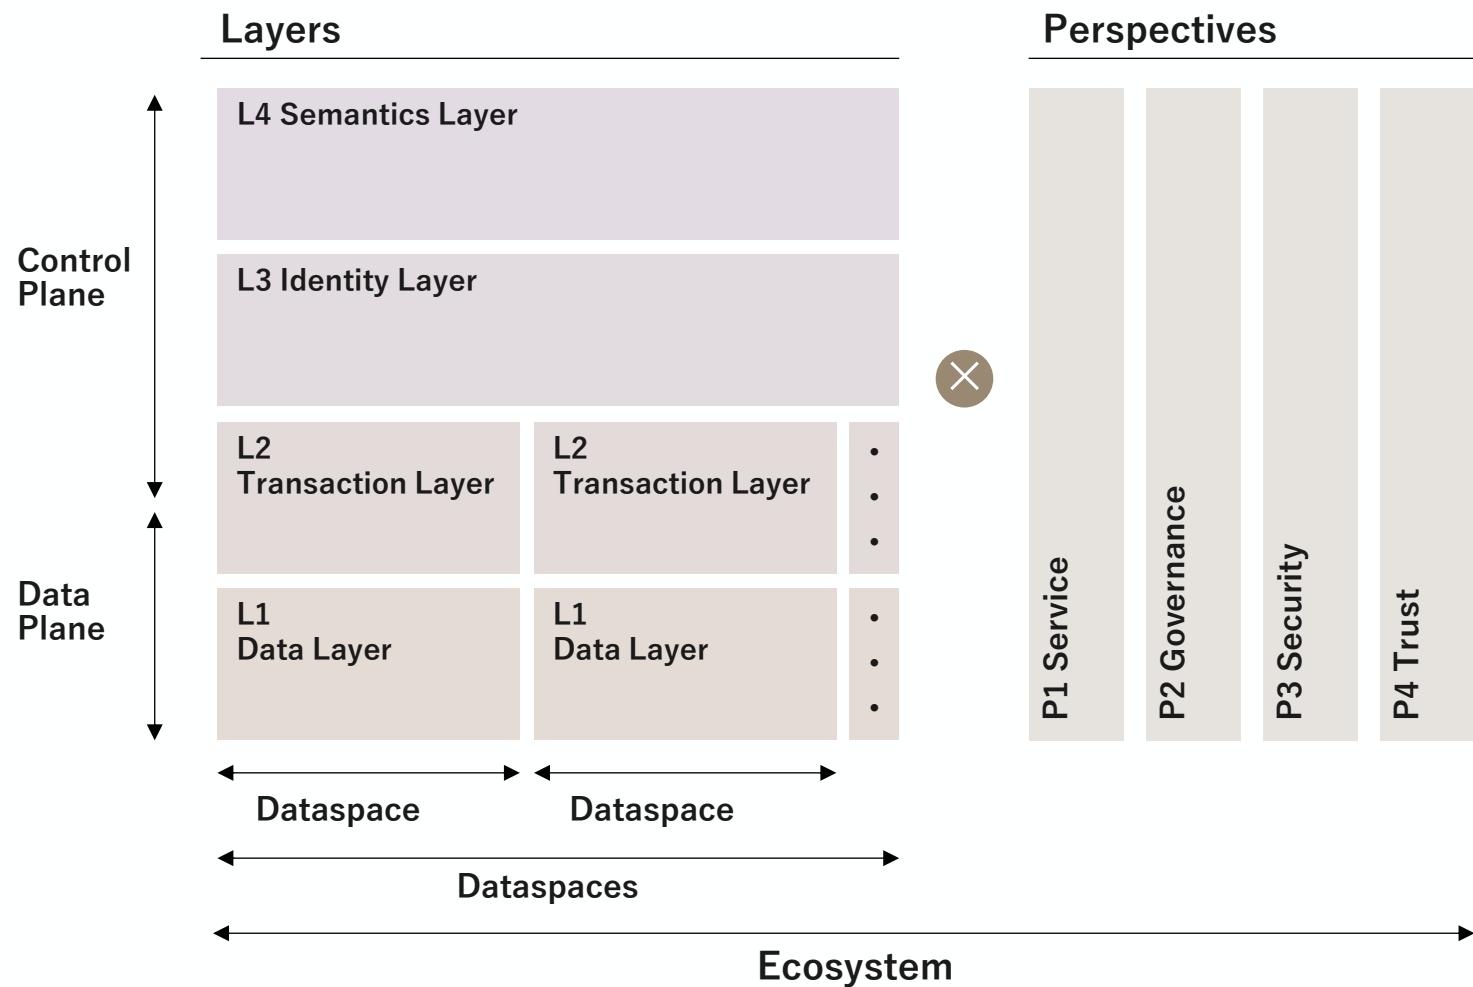 Layers
Perspectives
L4 Semantics Layer
Control
Plane
L3 Identity Layer
L2
Transaction Layer
L2
Transaction Layer
Data
Plane
L1
Data Layer
L1
Data Layer
P1 Service
P2 Governance
P3 Security
P4 Trust
Dataspace
Dataspace
Dataspaces
Ecosystem